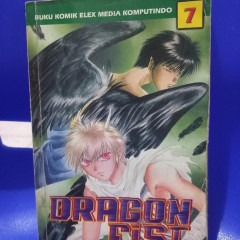 BUKU KOMIK ELEX MEDIA KOMPUTINDO
7
DRAGON
FIST